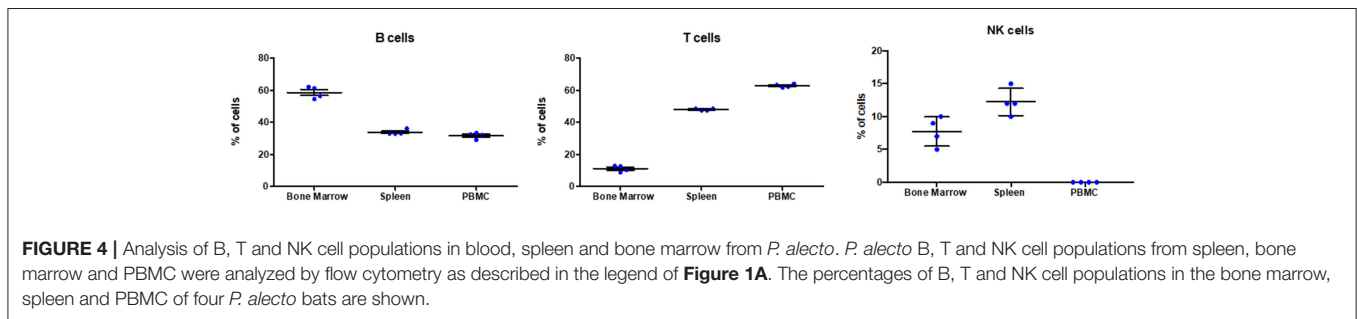 B cells
% of cells
80
60
40
20
0
Bone Marrow Spleen PBMC
T cells
% of cells
80
60
40
20
0
Bone Marrow Spleen PBMC
NK cells
% of cells
20
15
10
5
0
Bone Marrow Spleen PBMC
FIGURE 4 | Analysis of B, T and NK cell populations in blood, spleen and bone marrow from P. alecto. P. alecto B, T and NK cell populations from spleen, bone
marrow and PBMC were analyzed by flow cytometry as described in the legend of Figure 1A. The percentages of B, T and NK cell populations in the bone marrow,
spleen and PBMC of four P. alecto bats are shown.